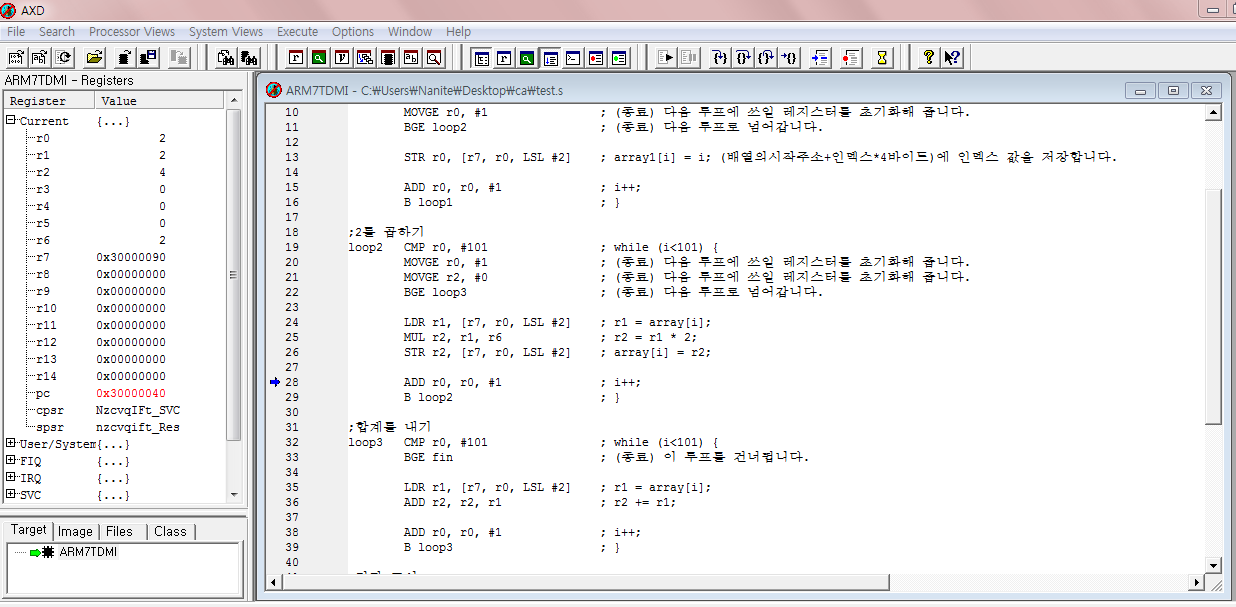 AXD
File Search Processor Views System Views Execute Options Window Help
ARM7TDMI - Registers
Register Value
Current {...}
r0 2
r1 2
r2 4
r3 0
r4 0
r5 0
r6 2
r7 0x30000090
r8 0x00000000
r9 0x00000000
r10 0x00000000
r11 0x00000000
r12 0x00000000
r13 0x00000000
r14 0x00000000
pc 0x30000040
cpsr NzcvqIFt_SVC
spsr nzcvqift_Res
User/System {...}
FIQ {...}
IRQ {...}
SVC {...}
Target Image Files Class
ARM7TDMI
ARM7TDMI - C:\Users\Nanite\Desktop\ca\test.s
10 MOVGE r0, #1 ; (종료) 다음 루프에 쓰일 레지스터를 초기화해 줍니다.
11 BGE loop2 ; (종료) 다음 루프로 넘어갑니다.
12
13 STR r0, [r7, r0, LSL #2] ; array1[i] = i; (배열의시작주소+인덱스*4바이트)에 인덱스 값을 저장합니다.
14
15 ADD r0, r0, #1 ; i++;
16 B loop1 ; }
17
18 ;2를 곱하기
19 loop2 CMP r0, #101 ; while (i<101) {
20 MOVGE r0, #1 ; (종료) 다음 루프에 쓰일 레지스터를 초기화해 줍니다.
21 MOVGE r2, #0 ; (종료) 다음 루프에 쓰일 레지스터를 초기화해 줍니다.
22 BGE loop3 ; (종료) 다음 루프로 넘어갑니다.
23
24 LDR r1, [r7, r0, LSL #2] ; r1 = array[i];
25 MUL r2, r1, r6 ; r2 = r1 * 2;
26 STR r2, [r7, r0, LSL #2] ; array[i] = r2;
27
28 ADD r0, r0, #1 ; i++;
29 B loop2 ; }
30
31 ;합계를 내기
32 loop3 CMP r0, #101 ; while (i<101) {
33 BGE fin ; (종료) 이 루프를 건너뜁니다.
34
35 LDR r1, [r7, r0, LSL #2] ; r1 = array[i];
36 ADD r2, r2, r1 ; r2 += r1;
37
38 ADD r0, r0, #1 ; i++;
39 B loop3 ; }
40